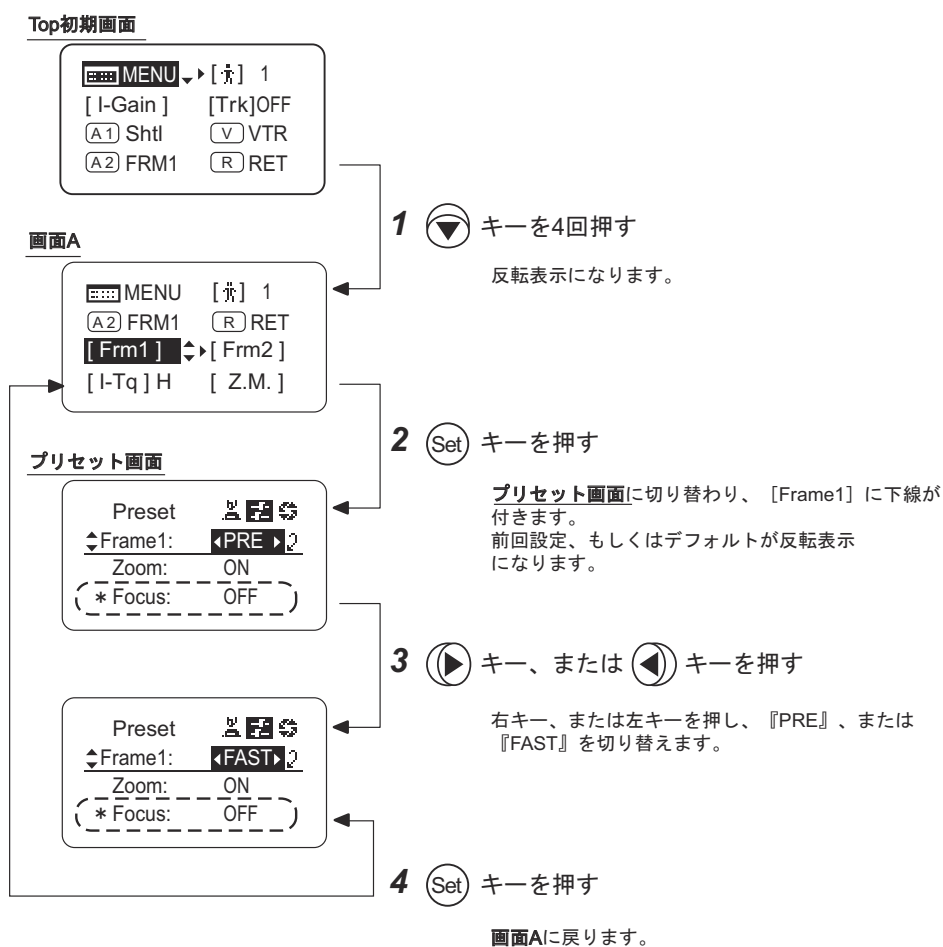 Top初期画面
MENU [ ] 1
[ I-Gain ] [Trk]OFF
A1 Shtl V VTR
A2 FRM1 R RET
1 ▼ キーを4回押す
反転表示になります。
画面A
MENU [ ] 1
A2 FRM1 R RET
[ Frm1 ] [ Frm2 ]
[ I-Tq ] H [ Z.M. ]
2 Set キーを押す
プリセット画面に切り替わり、［Frame1］に下線が
付きます。
前回設定、もしくはデフォルトが反転表示
になります。
プリセット画面
Preset
Frame1: PRE
Zoom: ON
* Focus: OFF
3 ▶ キー、または ◀ キーを押す
右キー、または左キーを押し、『PRE』、または
『FAST』を切り替えます。
Preset
Frame1: FAST
Zoom: ON
* Focus: OFF
4 Set キーを押す
画面Aに戻ります。